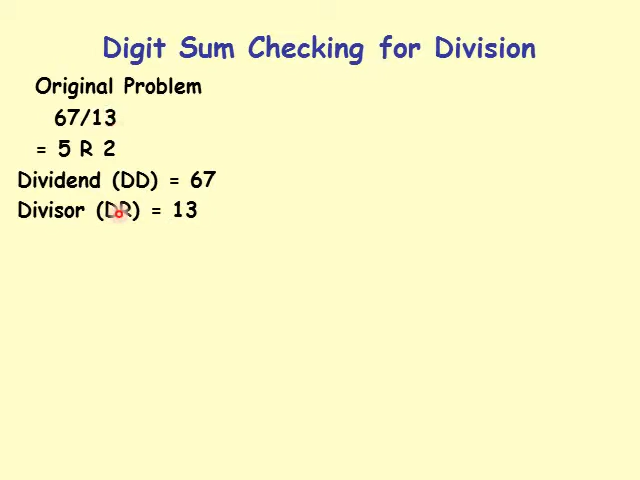 Digit Sum Checking for Division
Original Problem
67/13
= 5 R 2
Dividend (DD) = 67
Divisor (DR) = 13